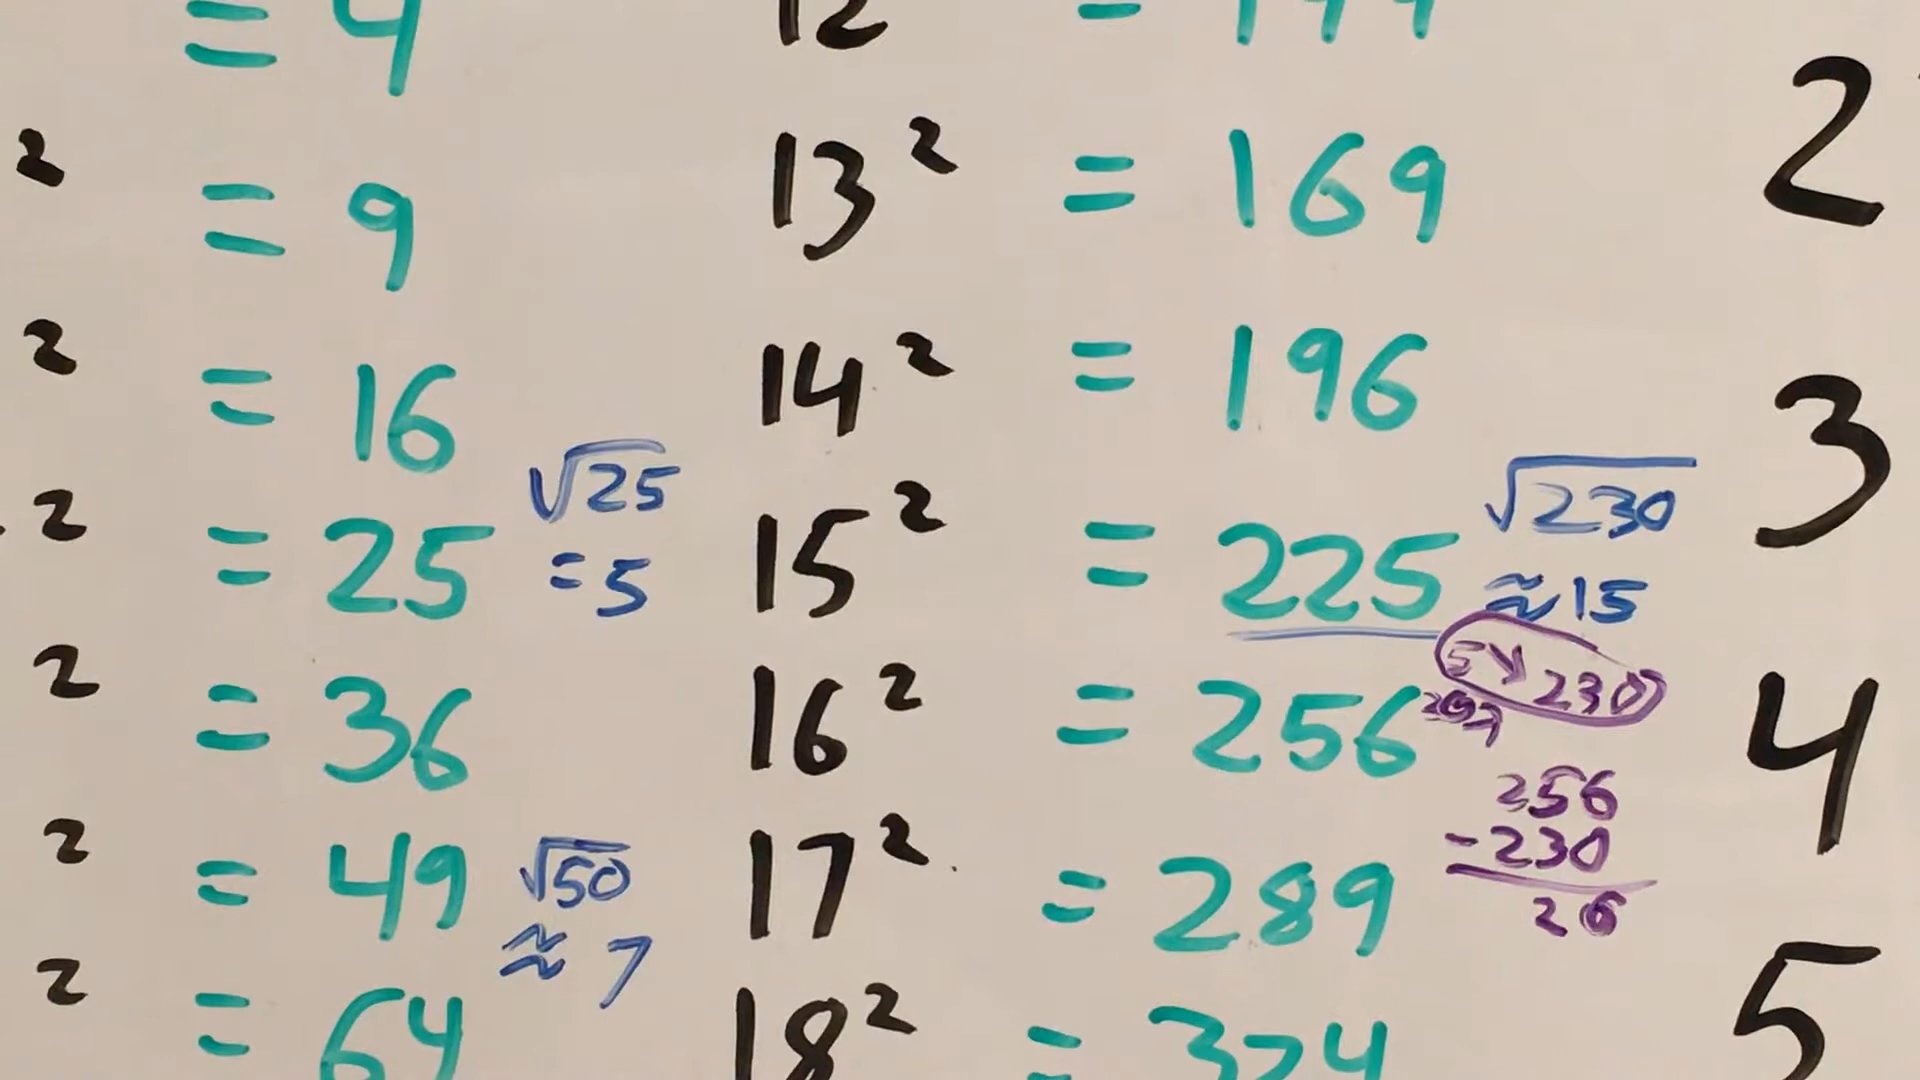 = 4
12 = 144
2
² = 9
13² = 169
² = 16
14² = 196
3
√25
= 5
√230
≈ 15
² = 25
15² = 225
5↘ 230
² = 36
16² = 256
4
256
-230
26
² = 49
√50
≈ 7
17² = 289
² = 64
18² = 324
5